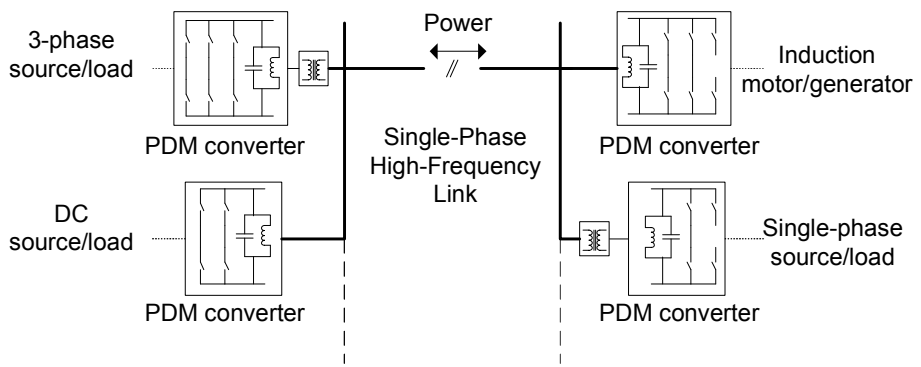 3-phase
source/load
PDM converter
Power
//
Induction
motor/generator
PDM converter
Single-Phase
High-Frequency
Link
DC
source/load
PDM converter
Single-phase
source/load
PDM converter